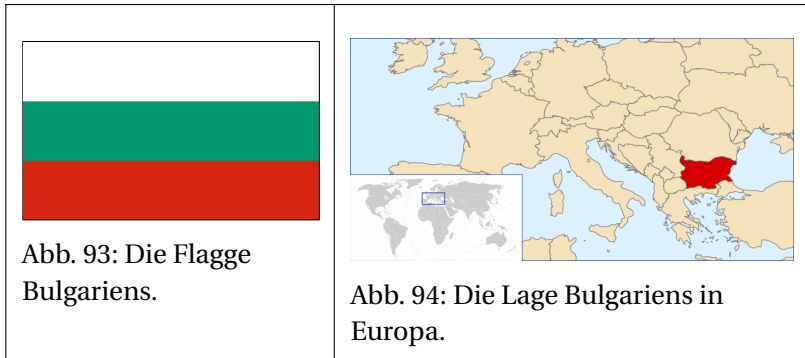 Abb. 93: Die Flagge
Bulgariens.
Abb. 94: Die Lage Bulgariens in
Europa.